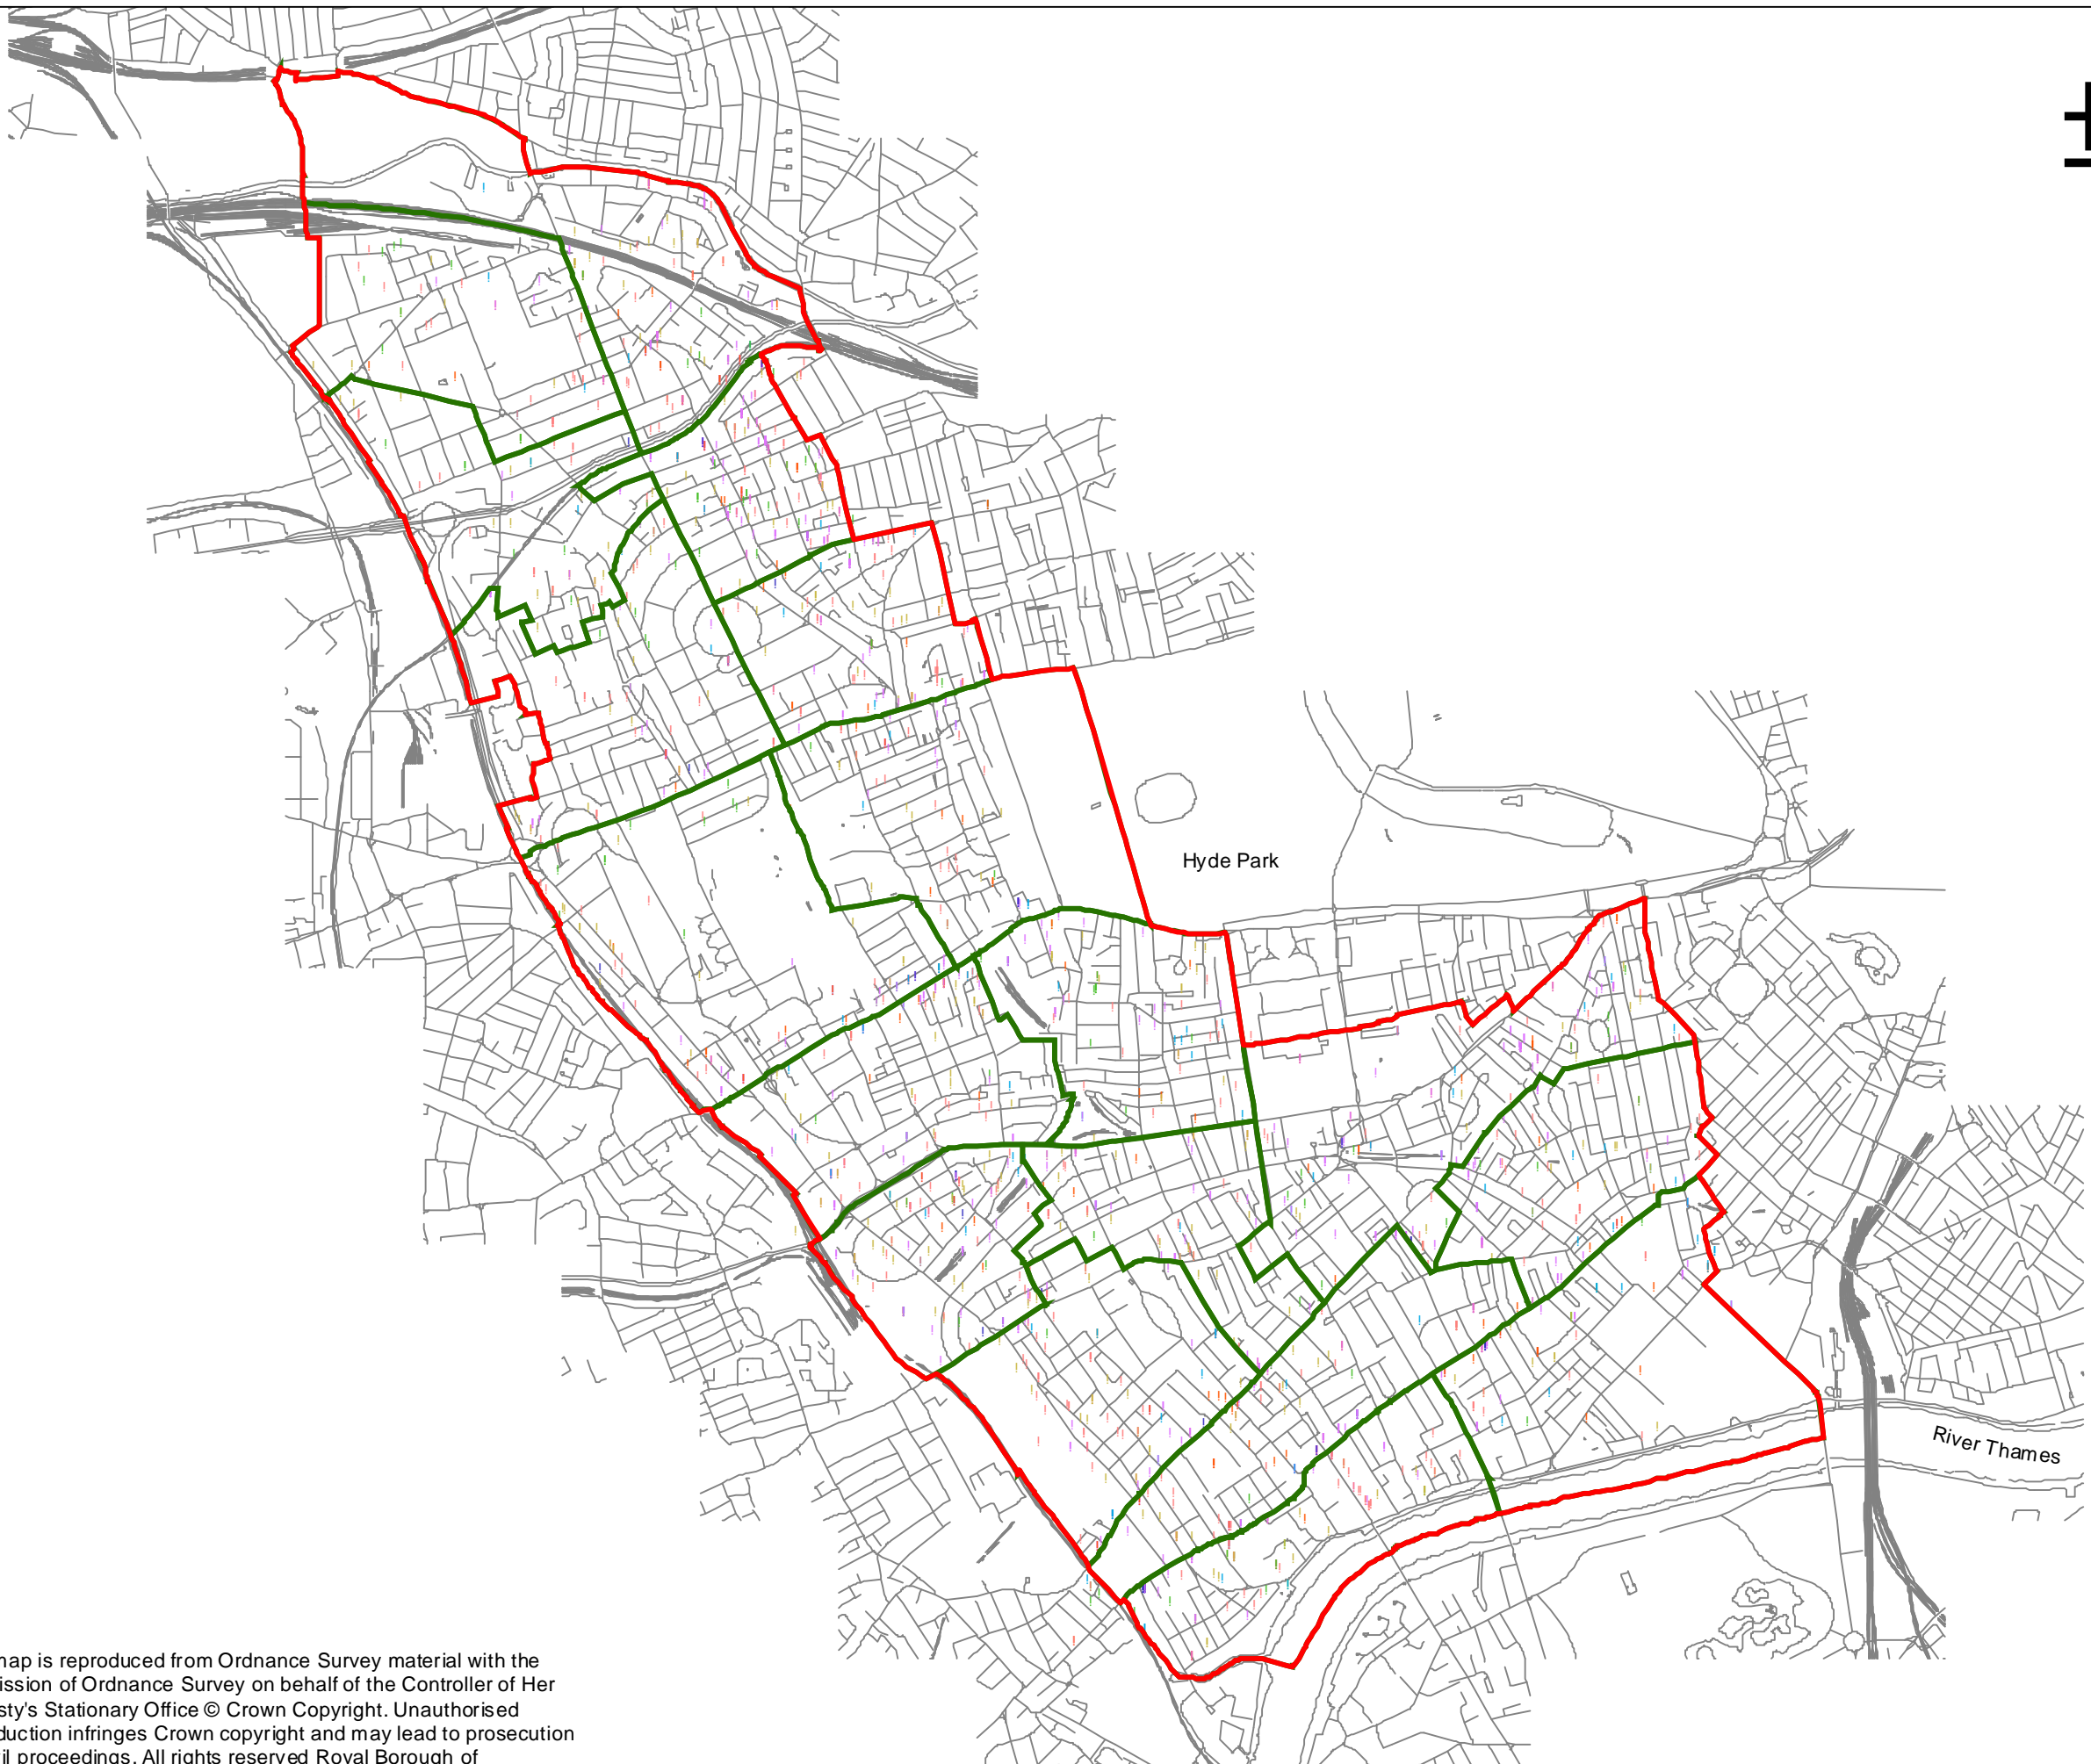 Hyde Park
River Thames
map is reproduced from Ordnance Survey material with the
ission of Ordnance Survey on behalf of the Controller of Her
sty's Stationary Office © Crown Copyright. Unauthorised
duction infringes Crown copyright and may lead to prosecution
vil proceedings. All rights reserved Royal Borough of